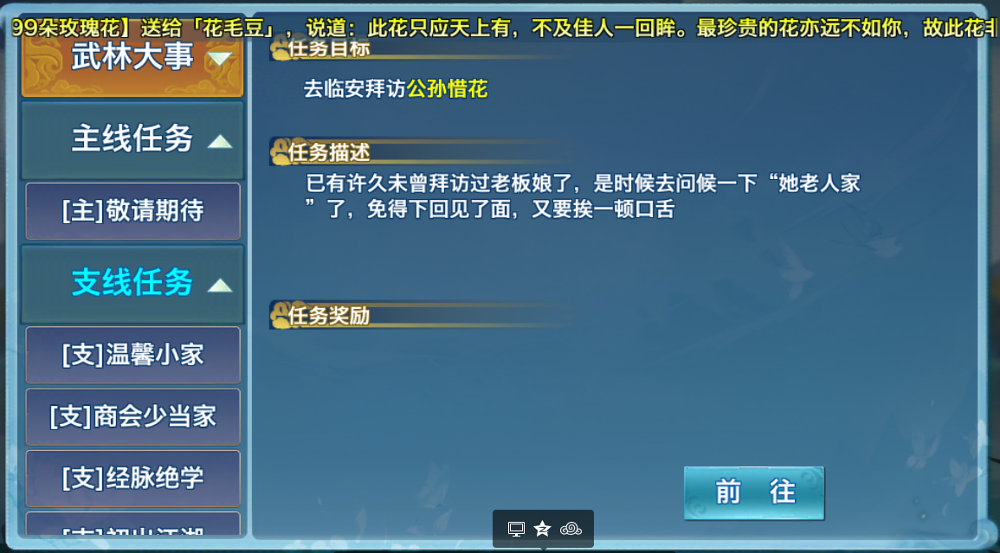 99朵玫瑰花】送给「花毛豆」，说道：此花只应天上有，不及佳人一回眸。最珍贵的花亦远不如你，故此花非
武林大事
主线任务
[主]敬请期待
支线任务
[支]温馨小家
[支]商会少当家
[支]经脉绝学
[支]初出江湖
任务目标
去临安拜访公孙惜花
任务描述
已有许久未曾拜访过老板娘了，是时候去问候一下“她老人家
”了，免得下回见了面，又要挨一顿口舌
任务奖励
前 往